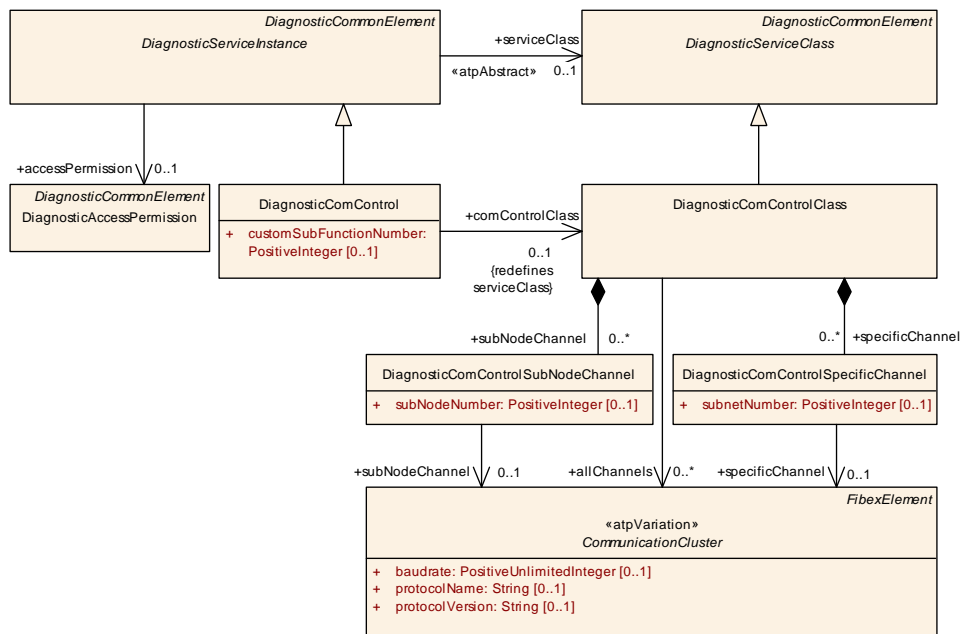 DiagnosticCommonElement
DiagnosticServiceInstance
DiagnosticCommonElement
DiagnosticServiceClass
+serviceClass
«atpAbstract»
0..1
+accessPermission
0..1
DiagnosticCommonElement
DiagnosticAccessPermission
DiagnosticComControl
+ customSubFunctionNumber:
PositiveInteger [0..1]
+comControlClass
0..1
{redefines
serviceClass}
DiagnosticComControlClass
+subNodeChannel
0..*
0..*
+specificChannel
DiagnosticComControlSubNodeChannel
+ subNodeNumber: PositiveInteger [0..1]
DiagnosticComControlSpecificChannel
+ subnetNumber: PositiveInteger [0..1]
+subNodeChannel
0..1
+allChannels
0..*
+specificChannel
0..1
FibexElement
«atpVariation»
CommunicationCluster
+ baudrate: PositiveUnlimitedInteger [0..1]
+ protocolName: String [0..1]
+ protocolVersion: String [0..1]